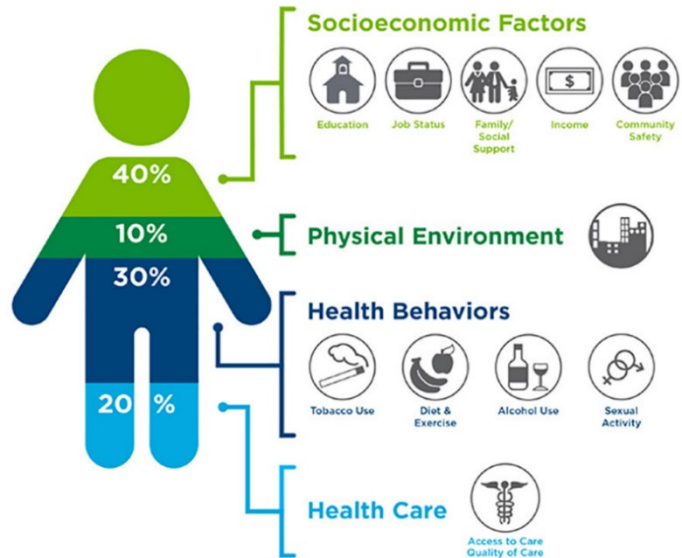 Socioeconomic Factors
$
Education
Job Status
Family/
Social
Support
Income
Community
Safety
40%
10%
Physical Environment
30%
Health Behaviors
Tobacco Use
Diet &
Exercise
Alcohol Use
Sexual
Activity
20 %
Health Care
Access to Care
Quality of Care